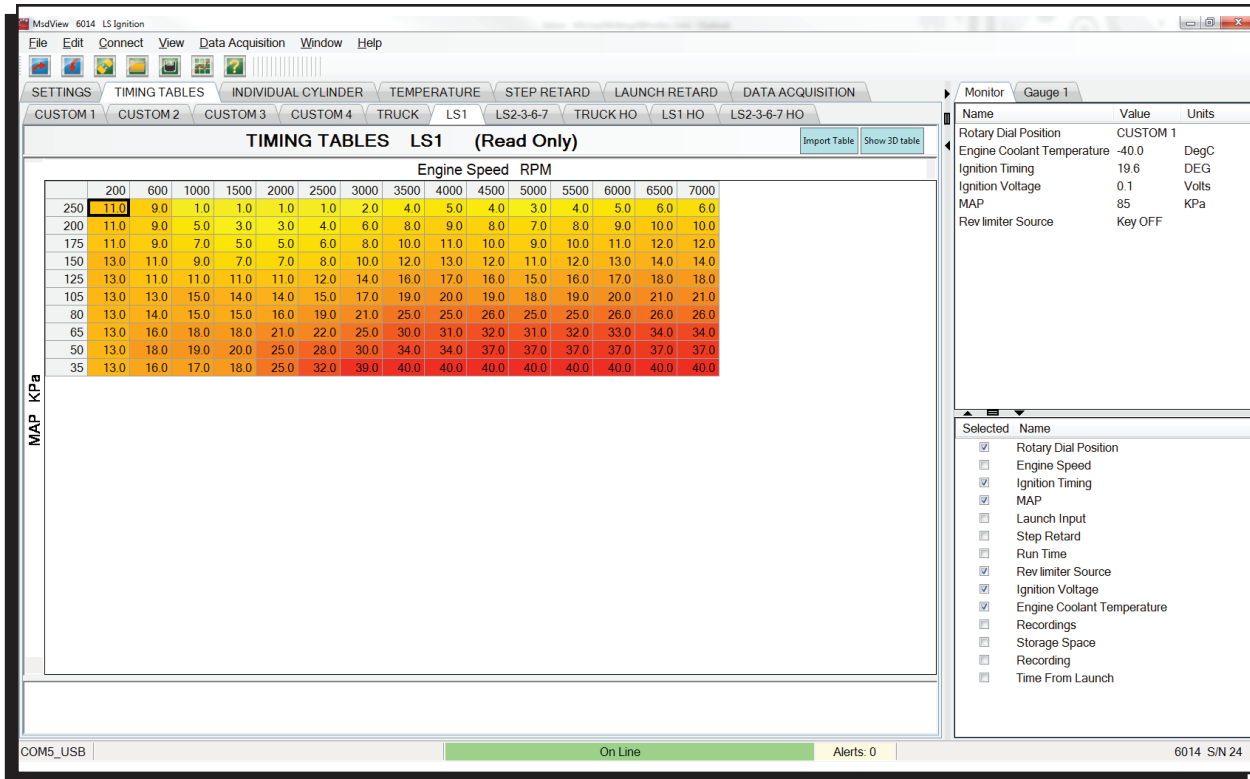 MsdView 6014 LS Ignition
File Edit Connect View Data Acquisition Window Help
SETTINGS TIMING TABLES INDIVIDUAL CYLINDER TEMPERATURE STEP RETARD LAUNCH RETARD DATA ACQUISITION
CUSTOM 1 CUSTOM 2 CUSTOM 3 CUSTOM 4 TRUCK LS1 LS2-3-6-7 TRUCK HO LS1 HO LS2-3-6-7 HO
TIMING TABLES LS1 (Read Only) Import Table Show 3D table
Engine Speed RPM
200 600 1000 1500 2000 2500 3000 3500 4000 4500 5000 5500 6000 6500 7000
250 11.0 9.0 1.0 1.0 1.0 1.0 2.0 4.0 5.0 4.0 3.0 4.0 5.0 6.0 6.0
200 11.0 9.0 5.0 3.0 3.0 4.0 6.0 8.0 9.0 8.0 7.0 8.0 9.0 10.0 10.0
175 11.0 9.0 7.0 5.0 5.0 6.0 8.0 10.0 11.0 10.0 9.0 10.0 11.0 12.0 12.0
150 13.0 11.0 9.0 7.0 7.0 8.0 10.0 12.0 13.0 12.0 11.0 12.0 13.0 14.0 14.0
125 13.0 11.0 11.0 11.0 11.0 12.0 14.0 16.0 17.0 16.0 15.0 16.0 17.0 18.0 18.0
105 13.0 13.0 15.0 14.0 14.0 15.0 17.0 19.0 20.0 19.0 18.0 19.0 20.0 21.0 21.0
80 13.0 14.0 15.0 15.0 16.0 19.0 21.0 25.0 25.0 26.0 25.0 25.0 26.0 26.0 26.0
65 13.0 16.0 18.0 18.0 21.0 22.0 25.0 30.0 31.0 32.0 31.0 32.0 33.0 34.0 34.0
50 13.0 18.0 19.0 20.0 25.0 28.0 30.0 34.0 34.0 37.0 37.0 37.0 37.0 37.0 37.0
35 13.0 16.0 17.0 18.0 25.0 32.0 39.0 40.0 40.0 40.0 40.0 40.0 40.0 40.0 40.0
MAP KPa
Monitor Gauge 1
Name Value Units
Rotary Dial Position CUSTOM 1
Engine Coolant Temperature -40.0 DegC
Ignition Timing 19.6 DEG
Ignition Voltage 0.1 Volts
MAP 85 KPa
Rev limiter Source Key OFF
Selected Name
Rotary Dial Position
Engine Speed
Ignition Timing
MAP
Launch Input
Step Retard
Run Time
Rev limiter Source
Ignition Voltage
Engine Coolant Temperature
Recordings
Storage Space
Recording
Time From Launch
COM5_USB On Line Alerts: 0 6014 S/N 24